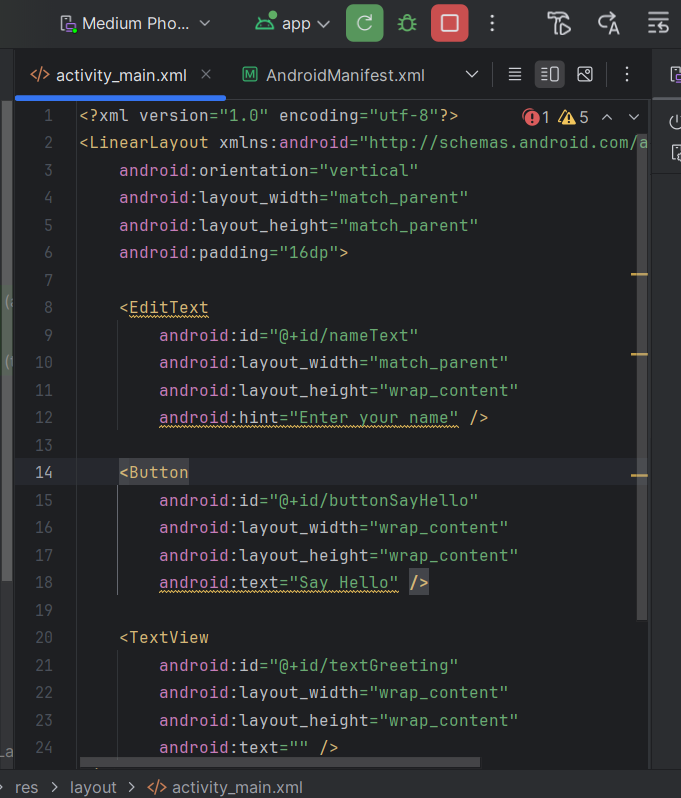 Medium Pho... app
activity_main.xml AndroidManifest.xml
1 <?xml version="1.0" encoding="utf-8"?> 1 5
2 <LinearLayout xmlns:android="http://schemas.android.com/a
3 android:orientation="vertical"
4 android:layout_width="match_parent"
5 android:layout_height="match_parent"
6 android:padding="16dp">
7
8 <EditText
9 android:id="@+id/nameText"
10 android:layout_width="match_parent"
11 android:layout_height="wrap_content"
12 android:hint="Enter your name" />
13
14 <Button
15 android:id="@+id/buttonSayHello"
16 android:layout_width="wrap_content"
17 android:layout_height="wrap_content"
18 android:text="Say Hello" />
19
20 <TextView
21 android:id="@+id/textGreeting"
22 android:layout_width="wrap_content"
23 android:layout_height="wrap_content"
24 android:text="" />
res > layout > activity_main.xml